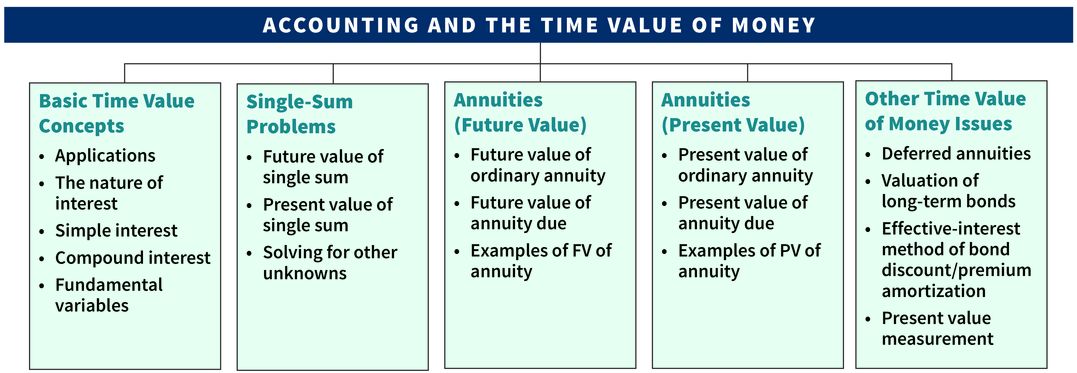 ACCOUNTING AND THE TIME VALUE OF MONEY
Basic Time Value
Concepts
• Applications
• The nature of
interest
• Simple interest
• Compound interest
• Fundamental
variables
Single-Sum
Problems
• Future value of
single sum
• Present value of
single sum
• Solving for other
unknowns
Annuities
(Future Value)
• Future value of
ordinary annuity
• Future value of
annuity due
• Examples of FV of
annuity
Annuities
(Present Value)
• Present value of
ordinary annuity
• Present value of
annuity due
• Examples of PV of
annuity
Other Time Value
of Money Issues
• Deferred annuities
• Valuation of
long-term bonds
• Effective-interest
method of bond
discount/premium
amortization
• Present value
measurement